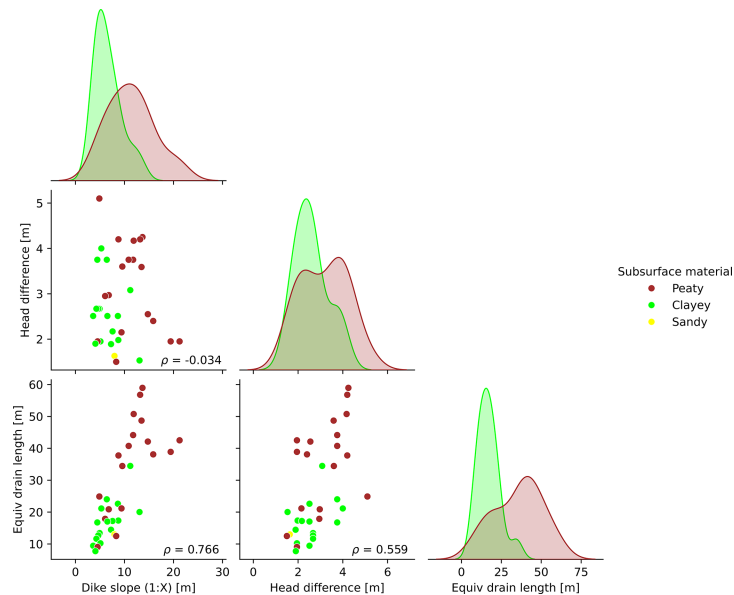 5
4
3
2
Head difference [m]
ρ = -0.034
Subsurface material
Peaty
Clayey
Sandy
60
50
40
30
20
10
Equiv drain length [m]
ρ = 0.766
ρ = 0.559
0 10 20 30
Dike slope (1:X) [m]
0 2 4 6
Head difference [m]
0 25 50 75
Equiv drain length [m]